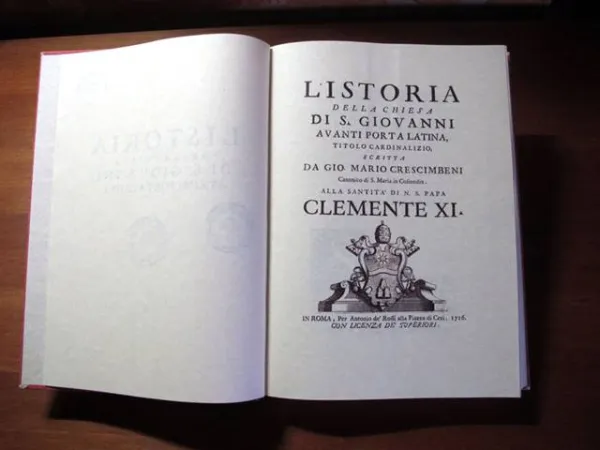 L'ISTORIA
DELLA CHIESA
DI S. GIOVANNI
AVANTI PORTA LATINA,
TITOLO CARDINALIZIO,
SCRITTA
DA GIO. MARIO CRESCIMBENI
Canonico di S. Maria in Cosmedin.
ALLA SANTITA' DI N. S. PAPA
CLEMENTE XI.
IN ROMA, Per Antonio de' Rossi alla Piazza di Ceri. 1716.
CON LICENZA DE' SUPERIORI.